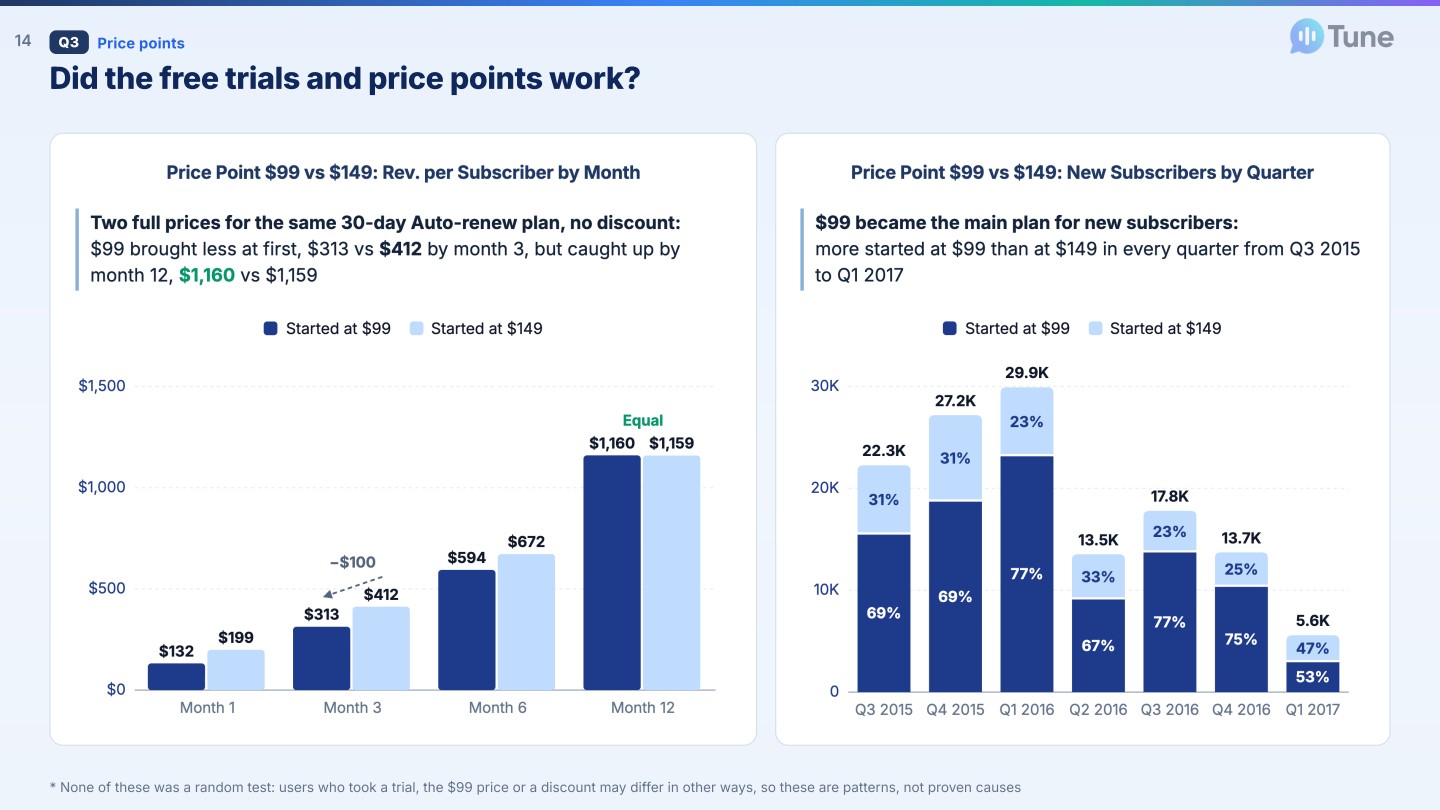 14 Q3 Price points
Tune
Did the free trials and price points work?
Price Point $99 vs $149: Rev. per Subscriber by Month
Two full prices for the same 30-day Auto-renew plan, no discount:
$99 brought less at first, $313 vs $412 by month 3, but caught up by
month 12, $1,160 vs $1,159
Started at $99 Started at $149
$1,500
$1,000
$500
$0
Equal
$1,160 $1,159
$594 $672
−$100
$313 $412
$132 $199
Month 1 Month 3 Month 6 Month 12
Price Point $99 vs $149: New Subscribers by Quarter
$99 became the main plan for new subscribers:
more started at $99 than at $149 in every quarter from Q3 2015
to Q1 2017
Started at $99 Started at $149
30K
20K
10K
0
22.3K 27.2K 29.9K 13.5K 17.8K 13.7K 5.6K
31% 31% 23% 33% 23% 25% 47%
69% 69% 77% 67% 77% 75% 53%
Q3 2015 Q4 2015 Q1 2016 Q2 2016 Q3 2016 Q4 2016 Q1 2017
* None of these was a random test: users who took a trial, the $99 price or a discount may differ in other ways, so these are patterns, not proven causes